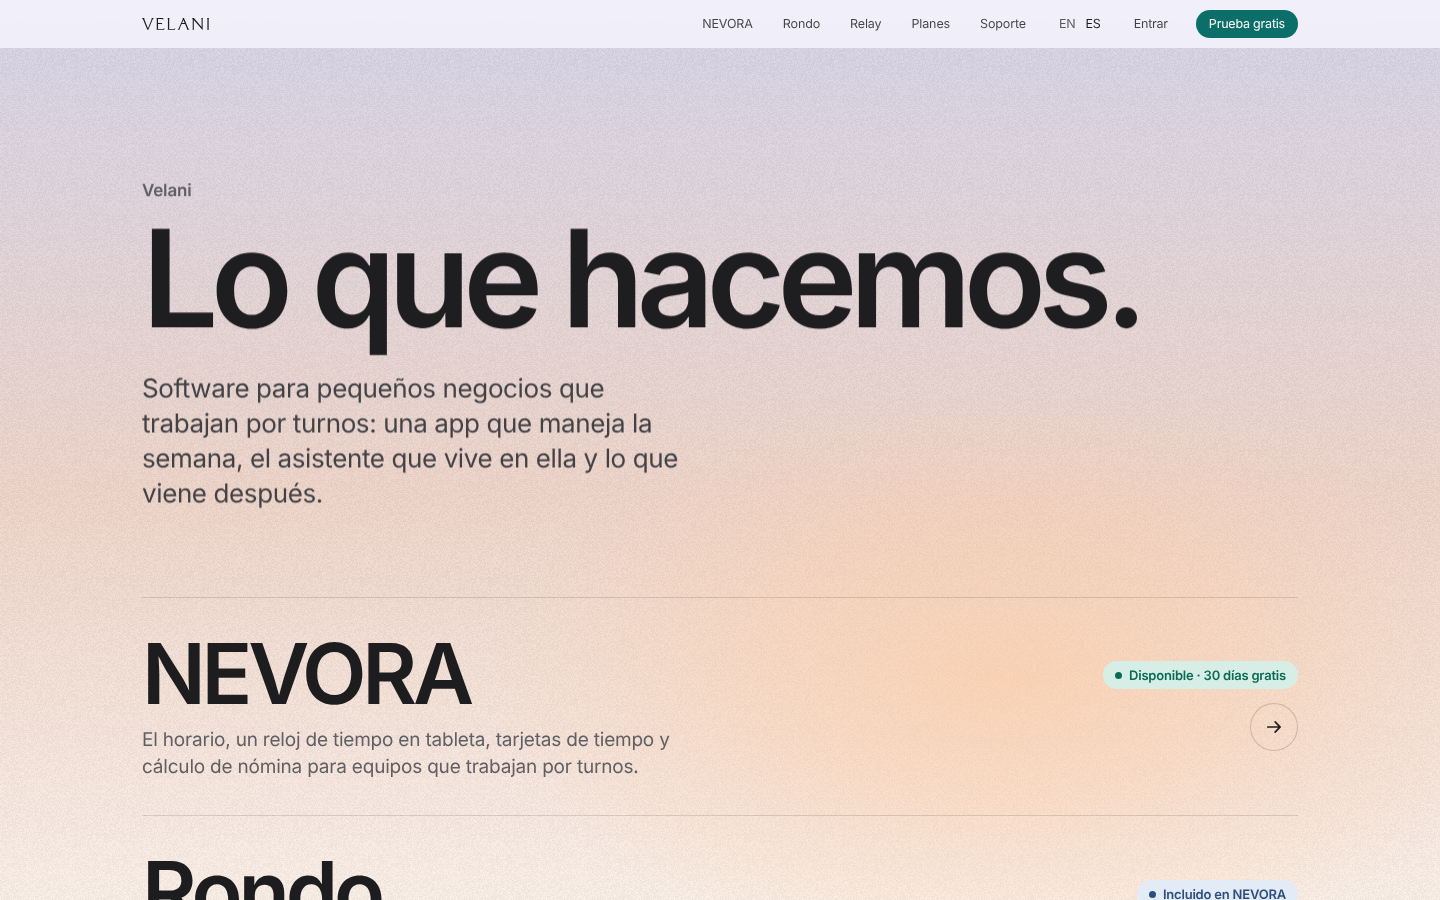 VELANI
NEVORA Rondo Relay Planes Soporte EN ES Entrar Prueba gratis
Velani
Lo que hacemos.
Software para pequeños negocios que
trabajan por turnos: una app que maneja la
semana, el asistente que vive en ella y lo que
viene después.
NEVORA
Disponible · 30 días gratis
El horario, un reloj de tiempo en tableta, tarjetas de tiempo y
cálculo de nómina para equipos que trabajan por turnos.
Rondo
Incluido en NEVORA